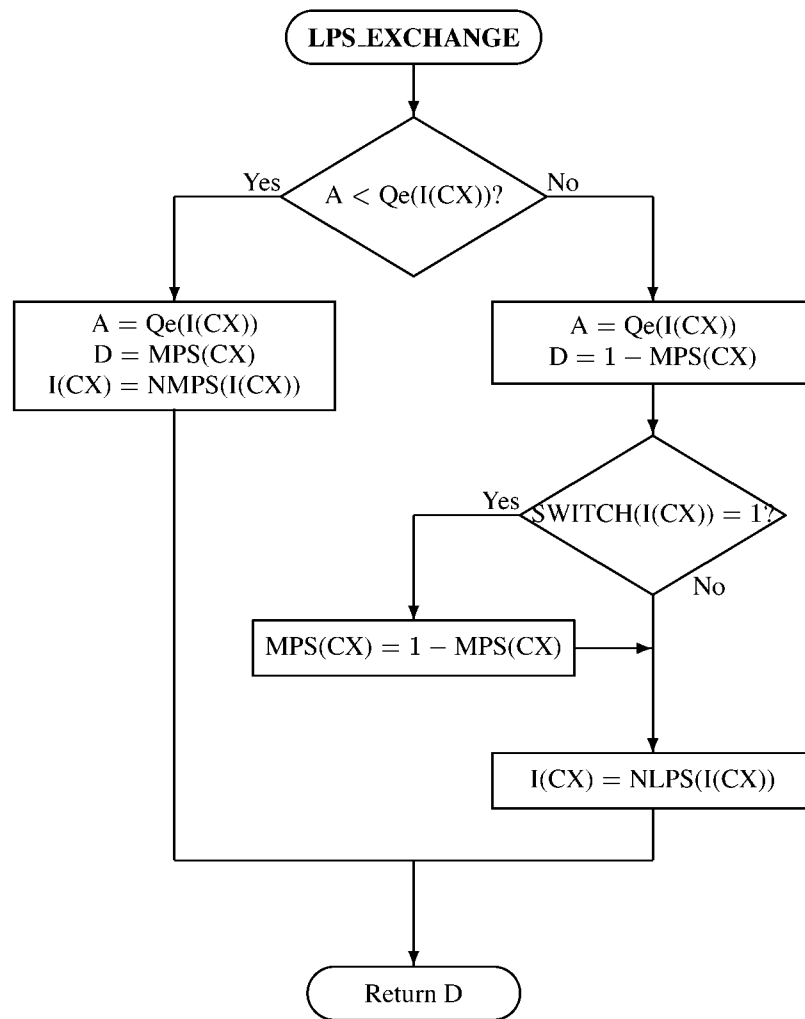 LPS_EXCHANGE
A < Qe(I(CX))?
Yes
No
A = Qe(I(CX))
D = MPS(CX)
I(CX) = NMPS(I(CX))
A = Qe(I(CX))
D = 1 − MPS(CX)
SWITCH(I(CX)) = 1?
Yes
No
MPS(CX) = 1 − MPS(CX)
I(CX) = NLPS(I(CX))
Return D